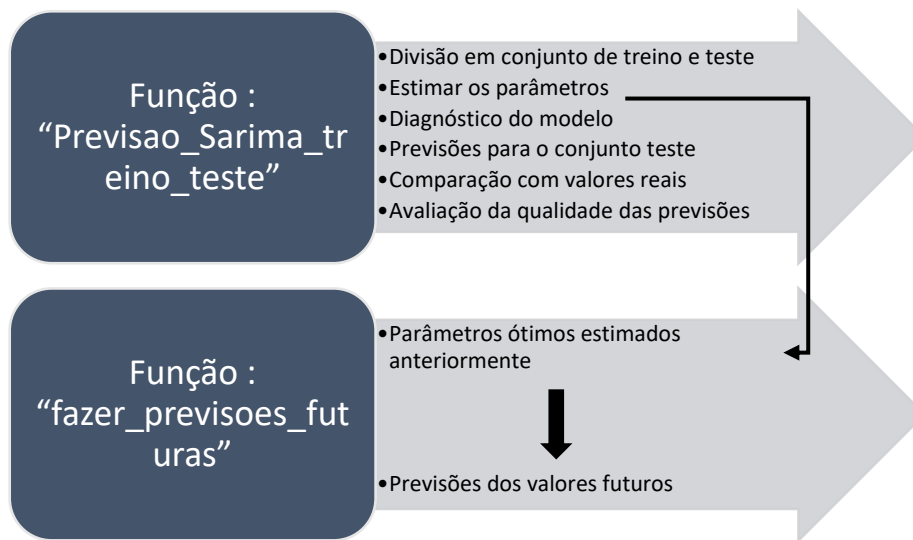 Função :
“Previsao_Sarima_tr
eino_teste”
•Divisão em conjunto de treino e teste
•Estimar os parâmetros
•Diagnóstico do modelo
•Previsões para o conjunto teste
•Comparação com valores reais
•Avaliação da qualidade das previsões
Função :
“fazer_previsoes_fut
uras”
•Parâmetros ótimos estimados
anteriormente
•Previsões dos valores futuros